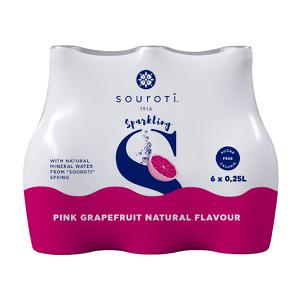 souroti
1916
Sparkling
S
WITH NATURAL
MINERAL WATER
FROM "SOUROTI"
SPRING
SUGAR
FREE
CALORIE
6 x 0,25L
PINK GRAPEFRUIT NATURAL FLAVOUR